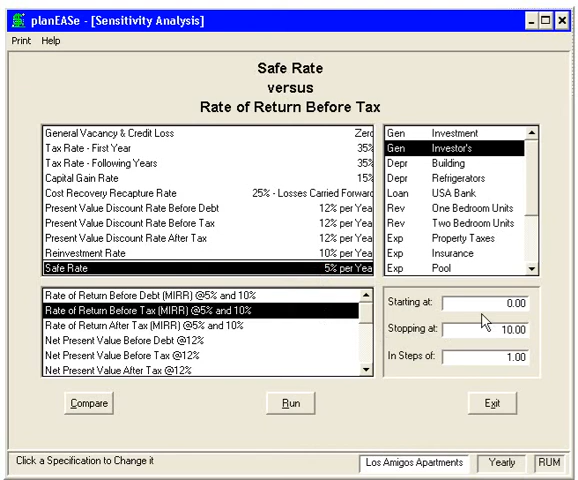 planEASe - [Sensitivity Analysis]
Print Help
Safe Rate
versus
Rate of Return Before Tax
General Vacancy & Credit Loss Zero
Tax Rate - First Year 35%
Tax Rate - Following Years 35%
Capital Gain Rate 15%
Cost Recovery Recapture Rate 25% - Losses Carried Forward
Present Value Discount Rate Before Debt 12% per Yea
Present Value Discount Rate Before Tax 12% per Yea
Present Value Discount Rate After Tax 12% per Yea
Reinvestment Rate 10% per Yea
Safe Rate 5% per Yea
Gen Investment
Gen Investor's
Depr Building
Depr Refrigerators
Loan USA Bank
Rev One Bedroom Units
Rev Two Bedroom Units
Exp Property Taxes
Exp Insurance
Exp Pool
Rate of Return Before Debt (MIRR) @5% and 10%
Rate of Return Before Tax (MIRR) @5% and 10%
Rate of Return After Tax (MIRR) @5% and 10%
Net Present Value Before Debt @12%
Net Present Value Before Tax @12%
Net Present Value After Tax @12%
Starting at: 0.00
Stopping at: 10.00
In Steps of: 1.00
Compare Run Exit
Click a Specification to Change it Los Amigos Apartments Yearly RUM